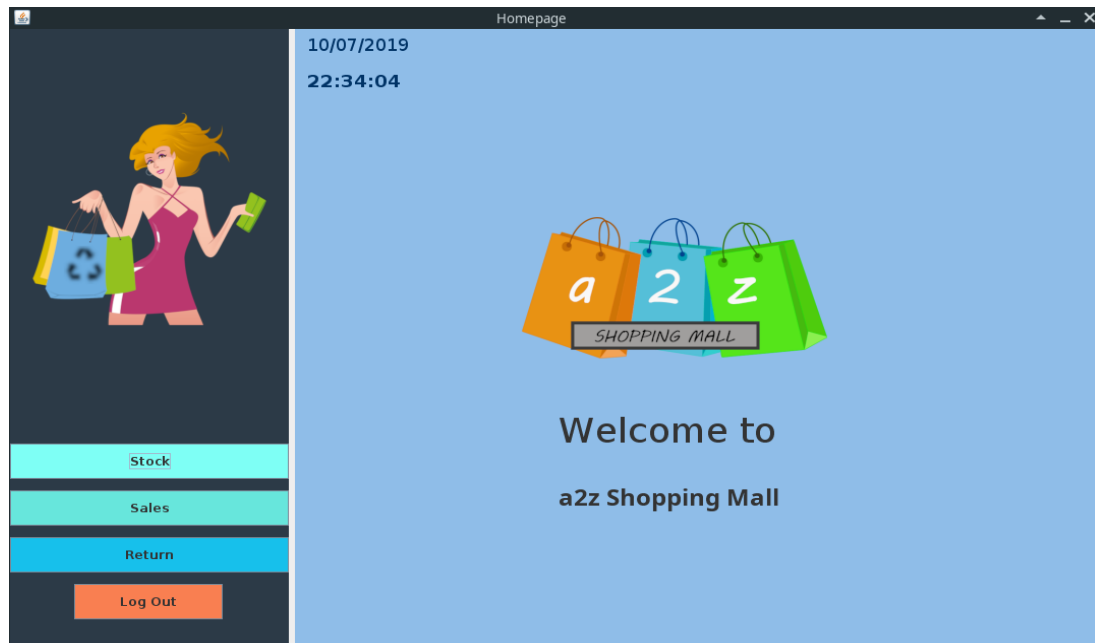 Homepage
10/07/2019
22:34:04
a 2 z
SHOPPING MALL
Welcome to
a2z Shopping Mall
Stock
Sales
Return
Log Out